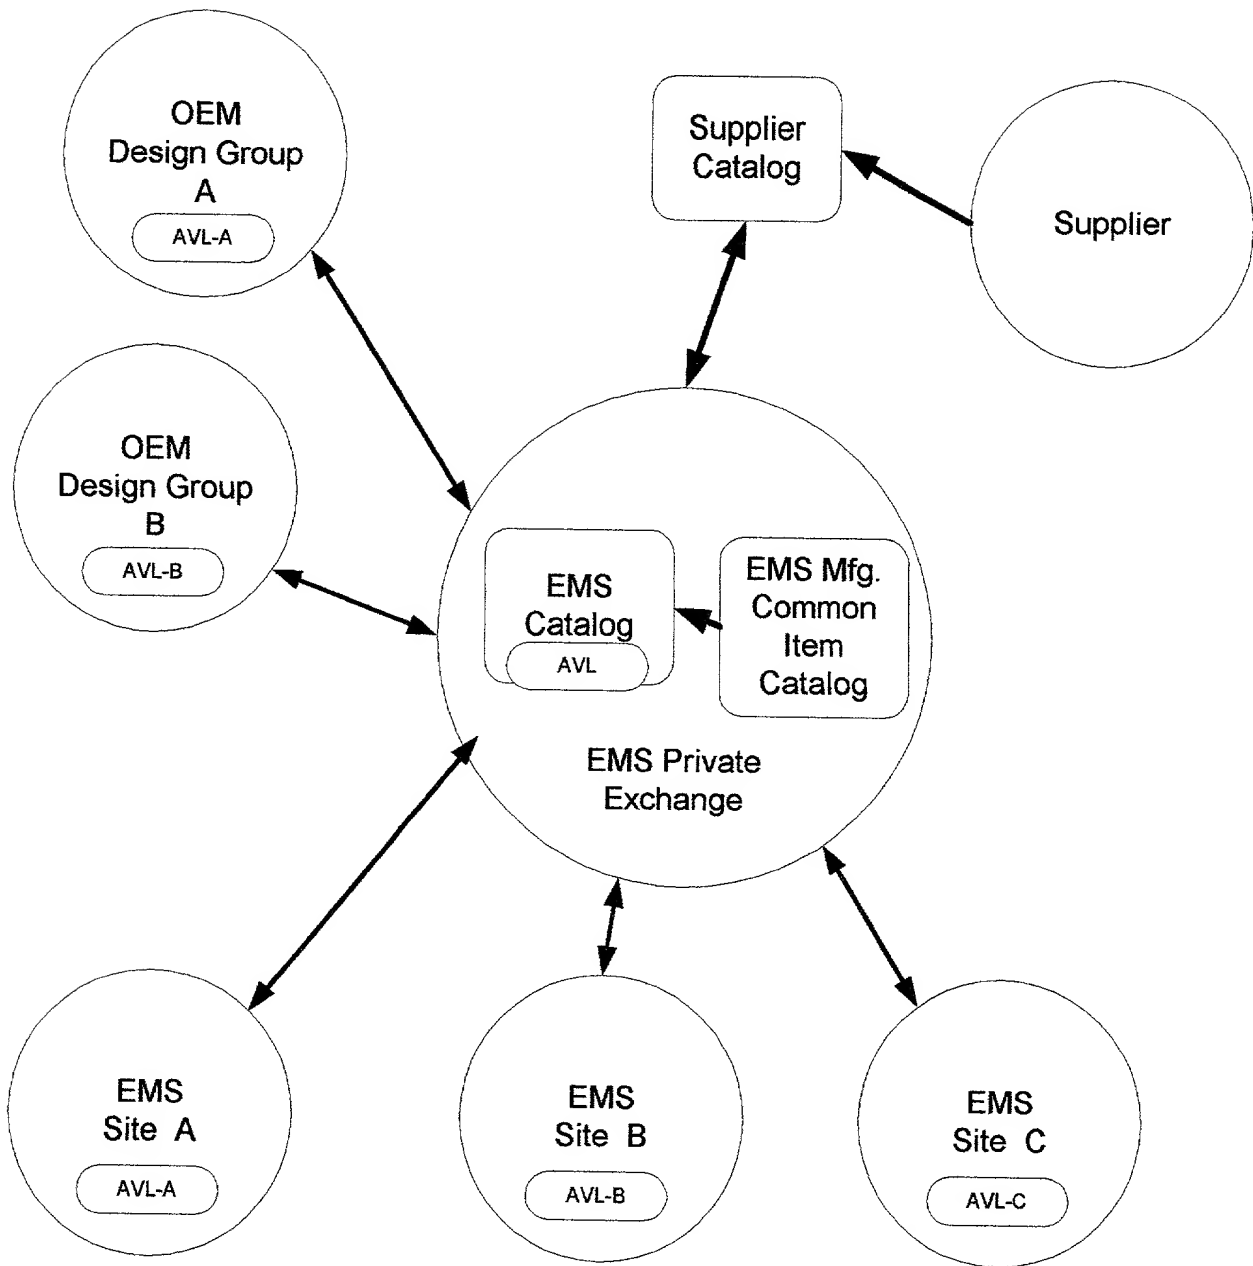 OEM
Design Group
A
AVL-A
Supplier
Catalog
Supplier
OEM
Design Group
B
AVL-B
EMS
Catalog
AVL
EMS Mfg.
Common
Item
Catalog
EMS Private
Exchange
EMS
Site A
AVL-A
EMS
Site B
AVL-B
EMS
Site C
AVL-C